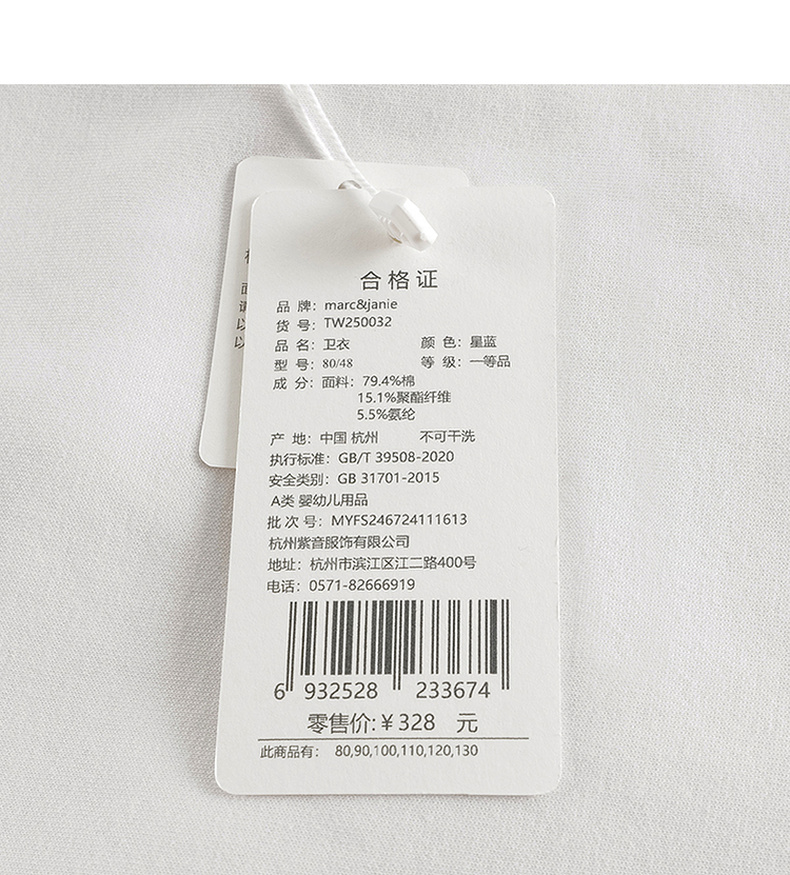 合格证
品 牌: marc&janie
货 号: TW250032
品 名: 卫衣 颜 色: 星蓝
型 号: 80/48 等 级: 一等品
成 分: 面料: 79.4%棉
15.1%聚酯纤维
5.5%氨纶
产 地: 中国 杭州 不可干洗
执行标准: GB/T 39508-2020
安全类别: GB 31701-2015
A类 婴幼儿用品
批 次 号: MYFS246724111613
杭州紫音服饰有限公司
地址: 杭州市滨江区江二路400号
电话: 0571-82666919
6 932528 233674
零售价:¥328 元
此商品有: 80,90,100,110,120,130
请
以
以